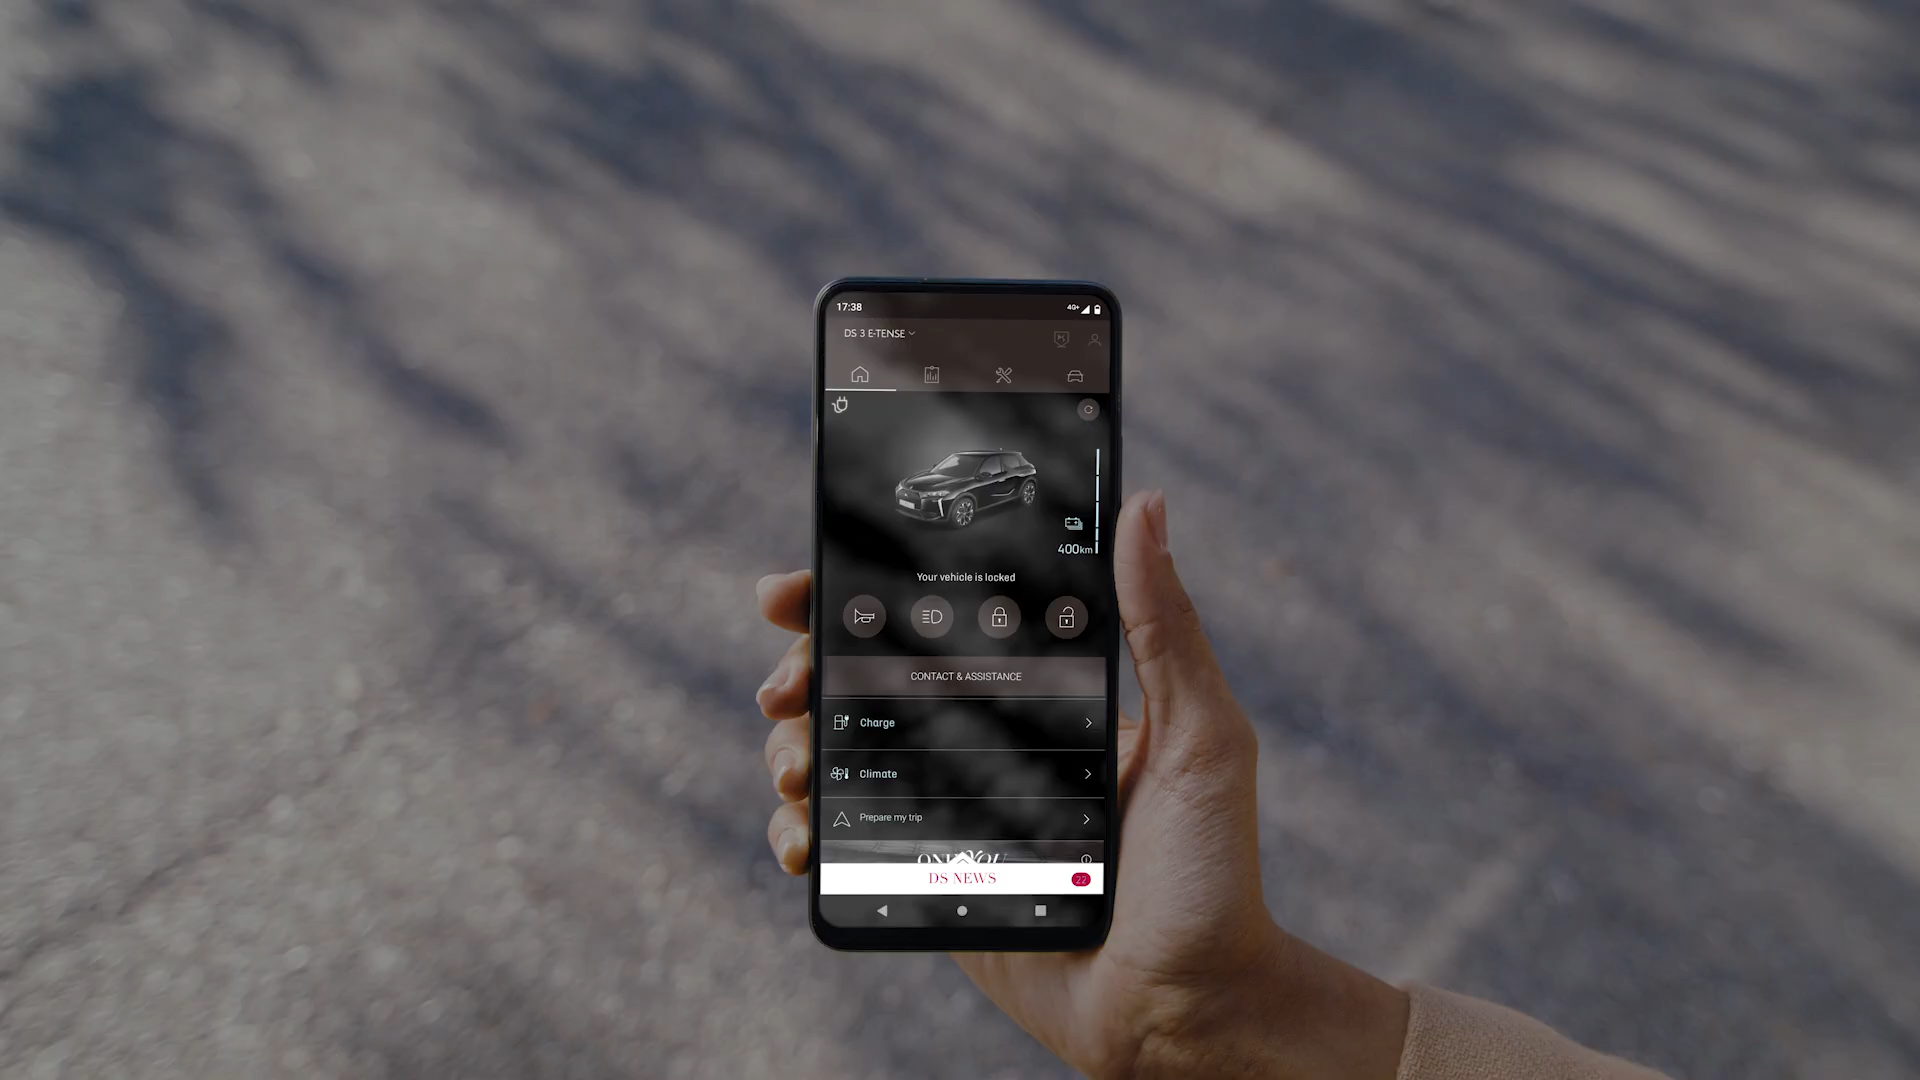 17:38
4G+
DS 3 E-TENSE
400km
Your vehicle is locked
CONTACT & ASSISTANCE
Charge
Climate
Prepare my trip
DS NEWS
22